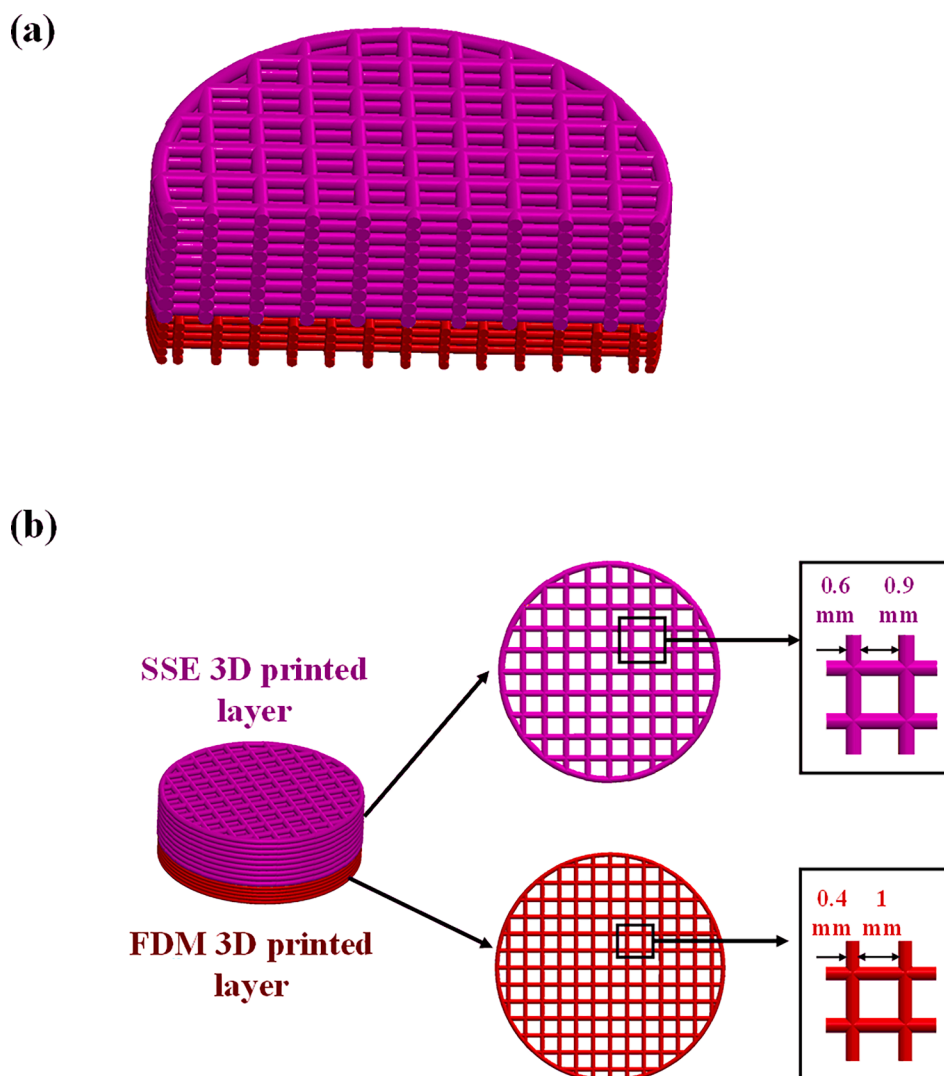 (a)
(b)
0.6 0.9
mm mm
SSE 3D printed
layer
FDM 3D printed
layer
0.4 1
mm mm